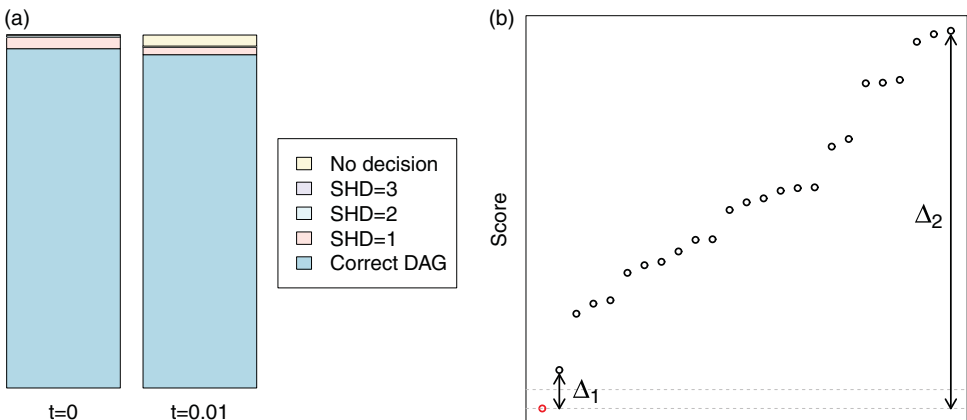 (a)
t=0
t=0.01
No decision
SHD=3
SHD=2
SHD=1
Correct DAG
(b)
Score
Δ1
Δ2